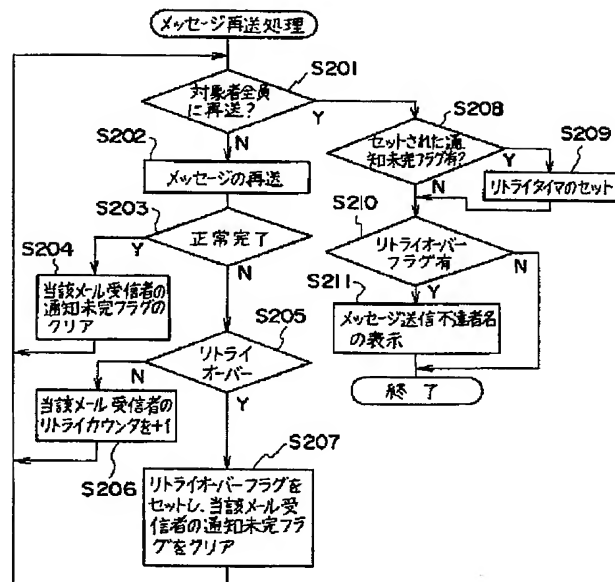 メッセージ再送処理
S201
対象者全員
に再送?
Y
N
S208
セットされた通
知未完フラグ有?
Y
N
S209
リトライタイマのセット
S202
メッセージの再送
S203
正常完了
Y
N
S210
リトライオーバー
フラグ有
N
Y
S204
当該メール受信者の
通知未完フラグの
クリア
S211
メッセージ送信不達者名
の表示
S205
リトライ
オーバー
N
Y
終了
当該メール受信者の
リトライカウンタを+1
S206
S207
リトライオーバーフラグを
セットし、当該メール受
信者の通知未完フラ
グをクリア